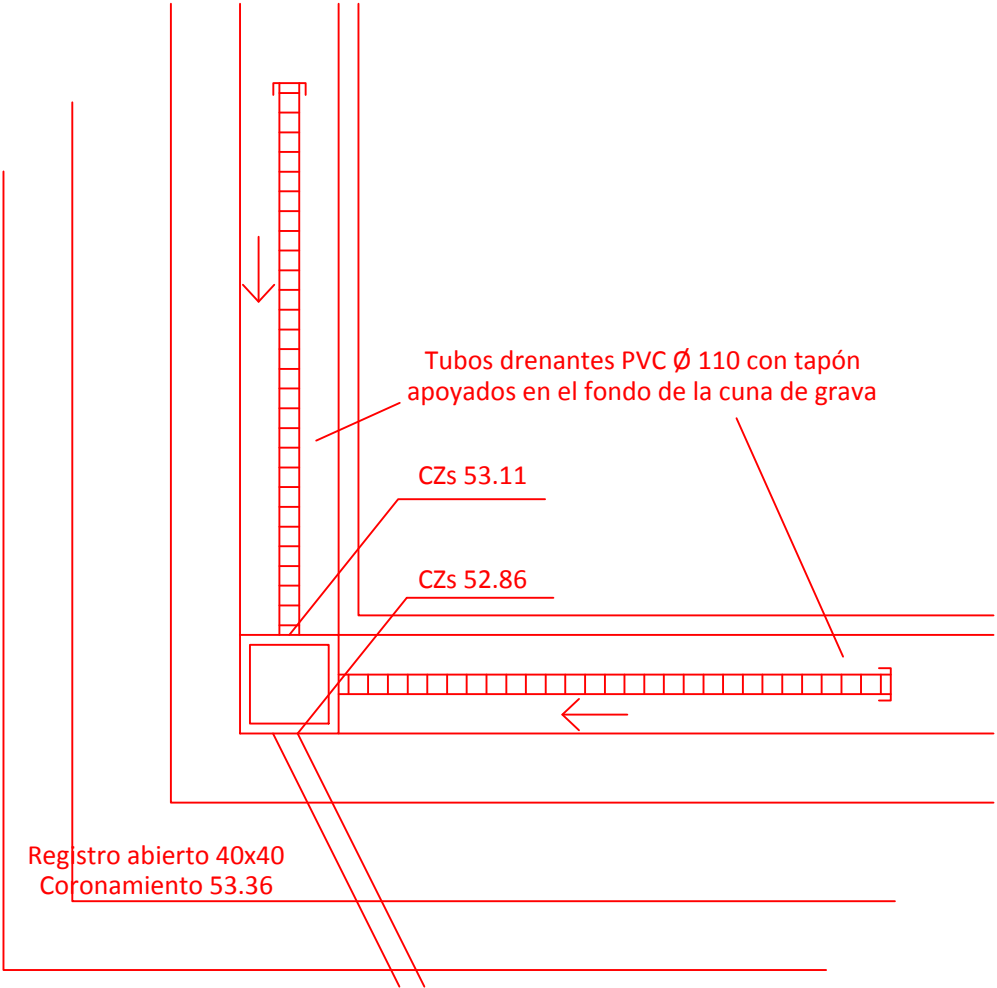 Tubos drenantes PVC Ø 110 con tapón
apoyados en el fondo de la cuna de grava
CZs 53.11
CZs 52.86
Registro abierto 40x40
Coronamiento 53.36